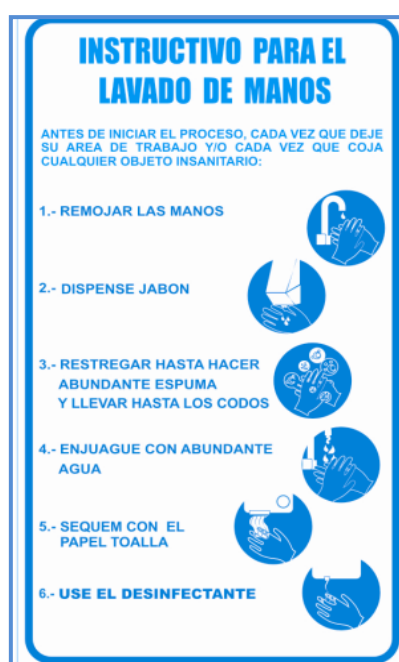 INSTRUCTIVO PARA EL
LAVADO DE MANOS
ANTES DE INICIAR EL PROCESO, CADA VEZ QUE DEJE
SU AREA DE TRABAJO Y/O CADA VEZ QUE COJA
CUALQUIER OBJETO INSANITARIO:
1.- REMOJAR LAS MANOS
2.- DISPENSE JABON
3.- RESTREGAR HASTA HACER
ABUNDANTE ESPUMA
Y LLEVAR HASTA LOS CODOS
4.- ENJUAGUE CON ABUNDANTE
AGUA
5.- SEQUEM CON EL
PAPEL TOALLA
6.- USE EL DESINFECTANTE